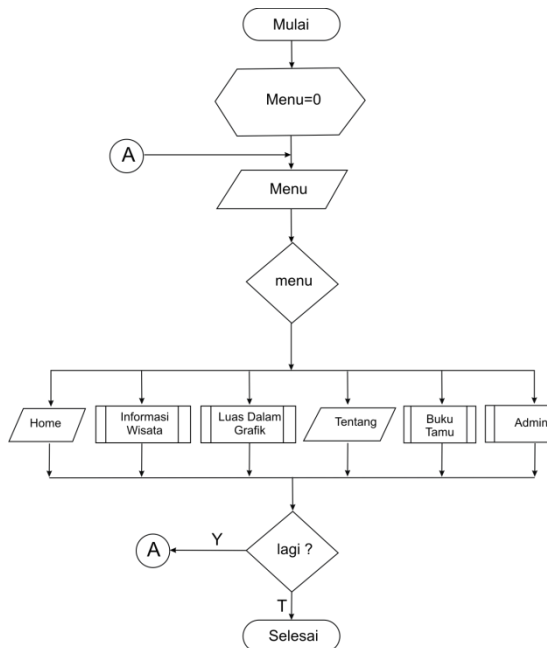 Mulai
Menu=0
A
Menu
menu
Home
Informasi
Wisata
Luas Dalam
Grafik
Tentang
Buku
Tamu
Admin
lagi ?
Y
A
T
Selesai